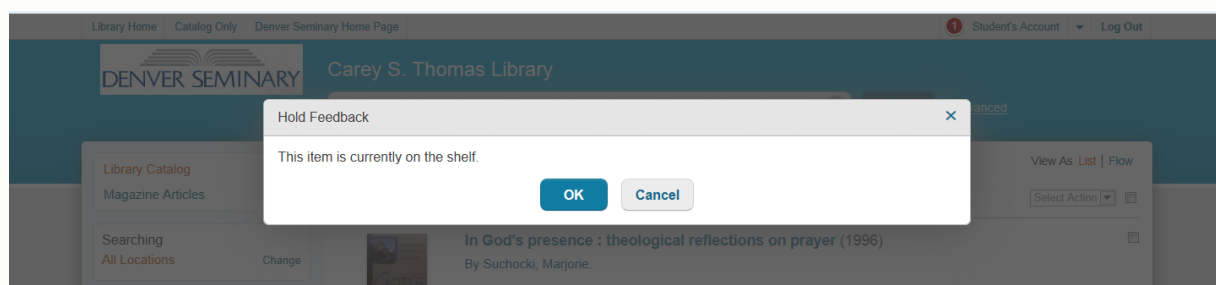 Library Home Catalog Only Denver Seminary Home Page 1 Student's Account Log Out
DENVER SEMINARY
Carey S. Thomas Library
anced
Hold Feedback ×
This item is currently on the shelf.
OK Cancel
Library Catalog
Magazine Articles
View As List | Flow
Select Action
Searching
All Locations Change
In God's presence : theological reflections on prayer (1996)
By Suchocki, Marjorie.